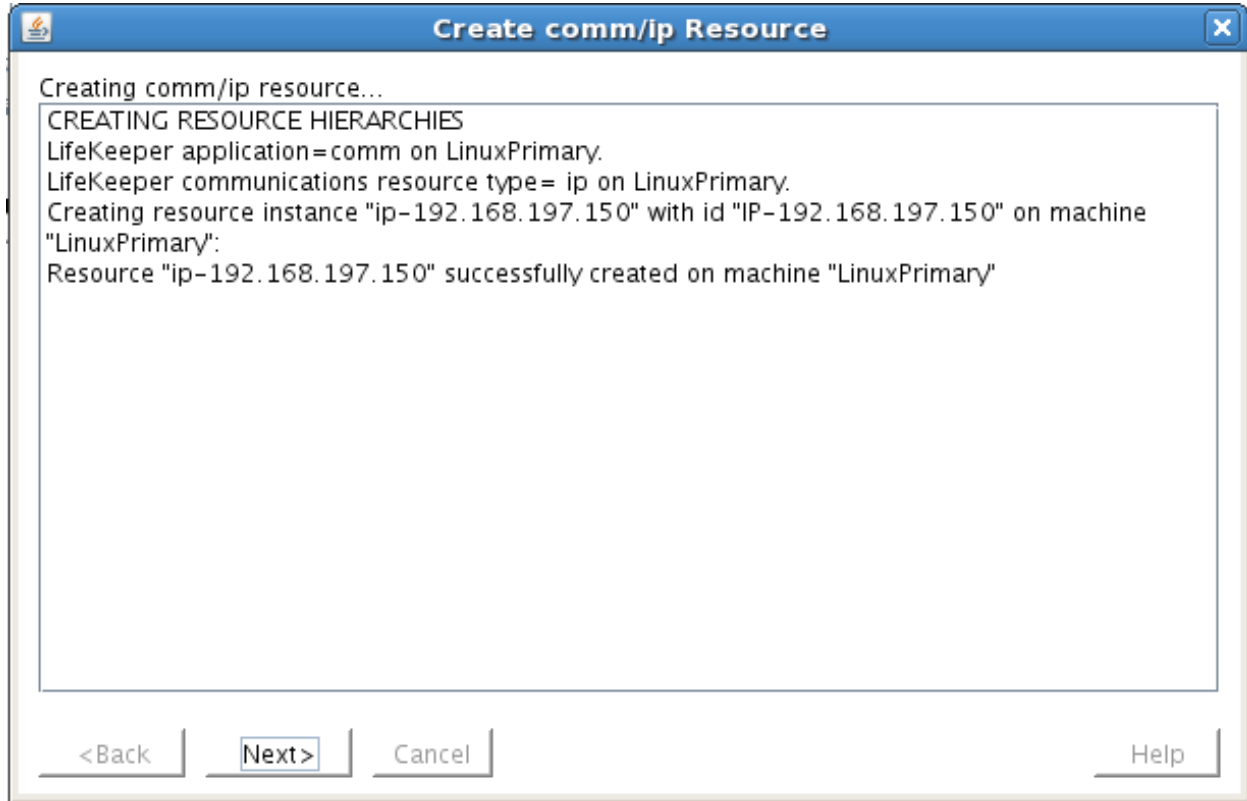 Create comm/ip Resource
Creating comm/ip resource...
CREATING RESOURCE HIERARCHIES
LifeKeeper application=comm on LinuxPrimary.
LifeKeeper communications resource type= ip on LinuxPrimary.
Creating resource instance "ip-192.168.197.150" with id "IP-192.168.197.150" on machine
"LinuxPrimary":
Resource "ip-192.168.197.150" successfully created on machine "LinuxPrimary"
<Back Next> Cancel Help